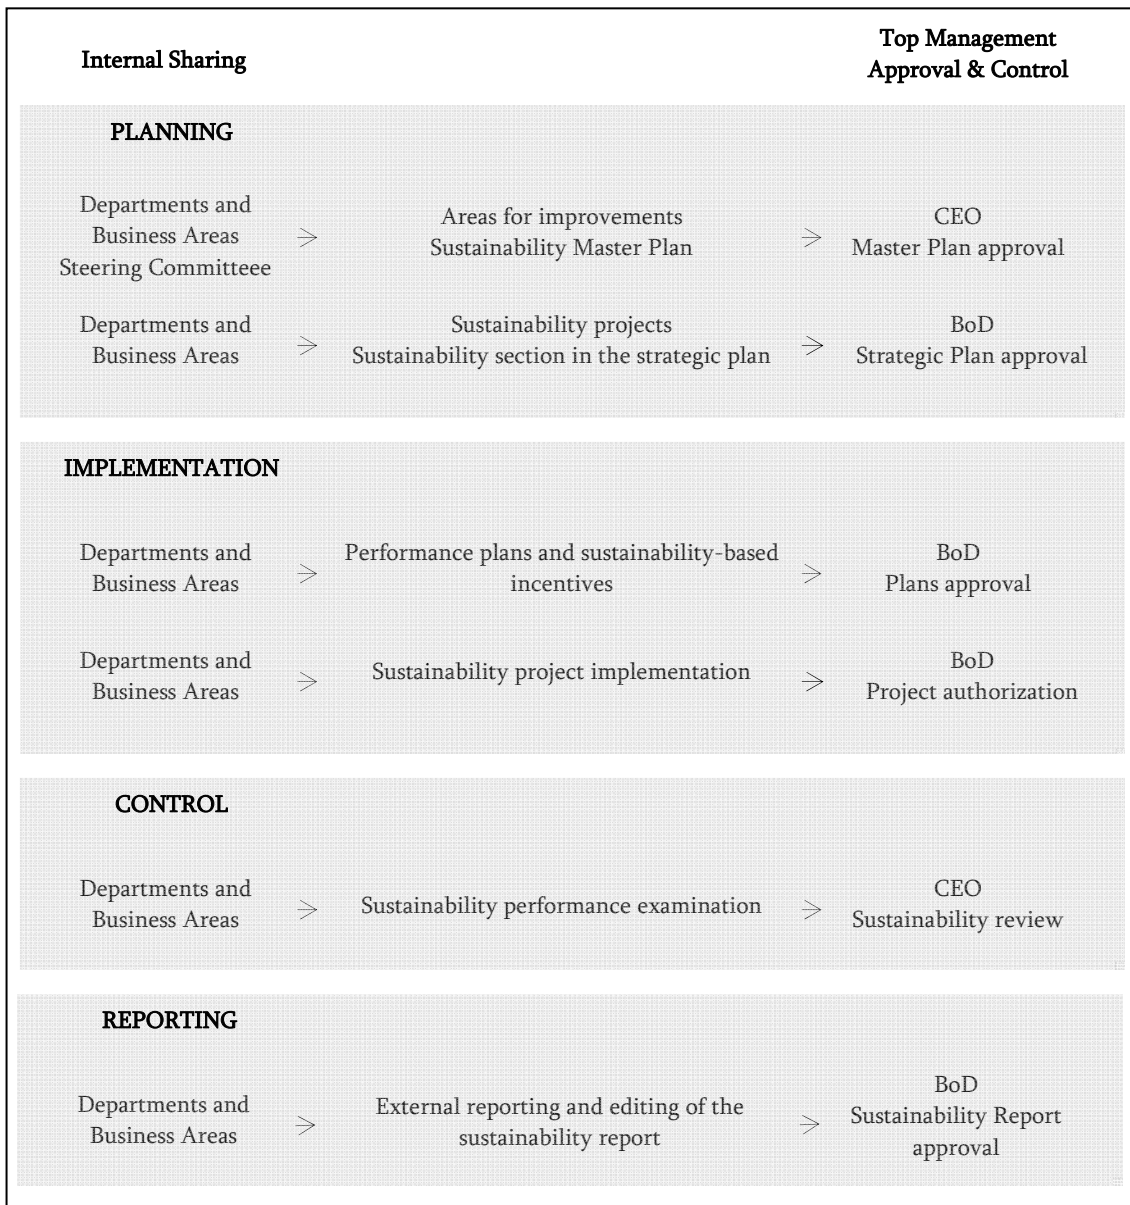 Internal Sharing
Top Management
Approval & Control
PLANNING
Departments and
Business Areas
Steering Committeee
Areas for improvements
Sustainability Master Plan
CEO
Master Plan approval
Departments and
Business Areas
Sustainability projects
Sustainability section in the strategic plan
BoD
Strategic Plan approval
IMPLEMENTATION
Departments and
Business Areas
Performance plans and sustainability-based
incentives
BoD
Plans approval
Departments and
Business Areas
Sustainability project implementation
BoD
Project authorization
CONTROL
Departments and
Business Areas
Sustainability performance examination
CEO
Sustainability review
REPORTING
Departments and
Business Areas
External reporting and editing of the
sustainability report
BoD
Sustainability Report
approval